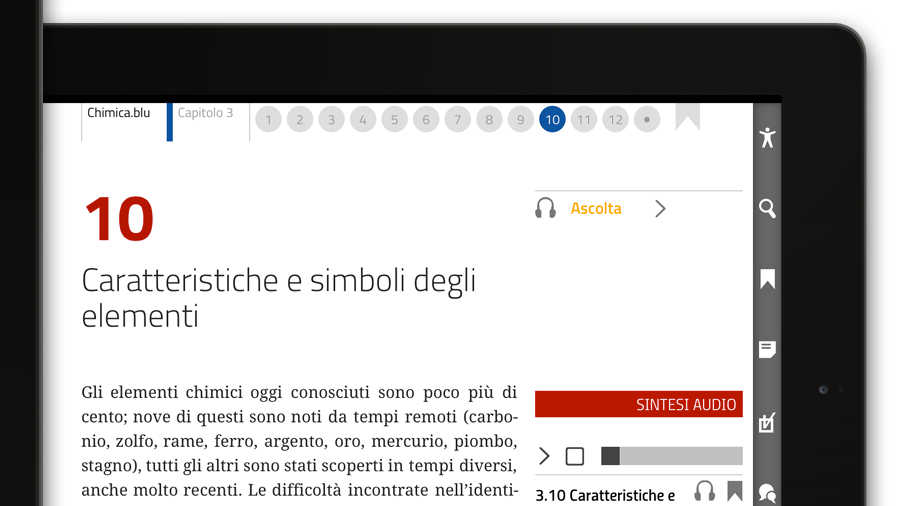 Chimica.blu
Capitolo 3
1 2 3 4 5 6 7 8 9 10 11 12
10
Ascolta
Caratteristiche e simboli degli
elementi
Gli elementi chimici oggi conosciuti sono poco più di
cento; nove di questi sono noti da tempi remoti (carbo-
nio, zolfo, rame, ferro, argento, oro, mercurio, piombo,
stagno), tutti gli altri sono stati scoperti in tempi diversi,
anche molto recenti. Le difficoltà incontrate nell'identi-
SINTESI AUDIO
3.10 Caratteristiche e